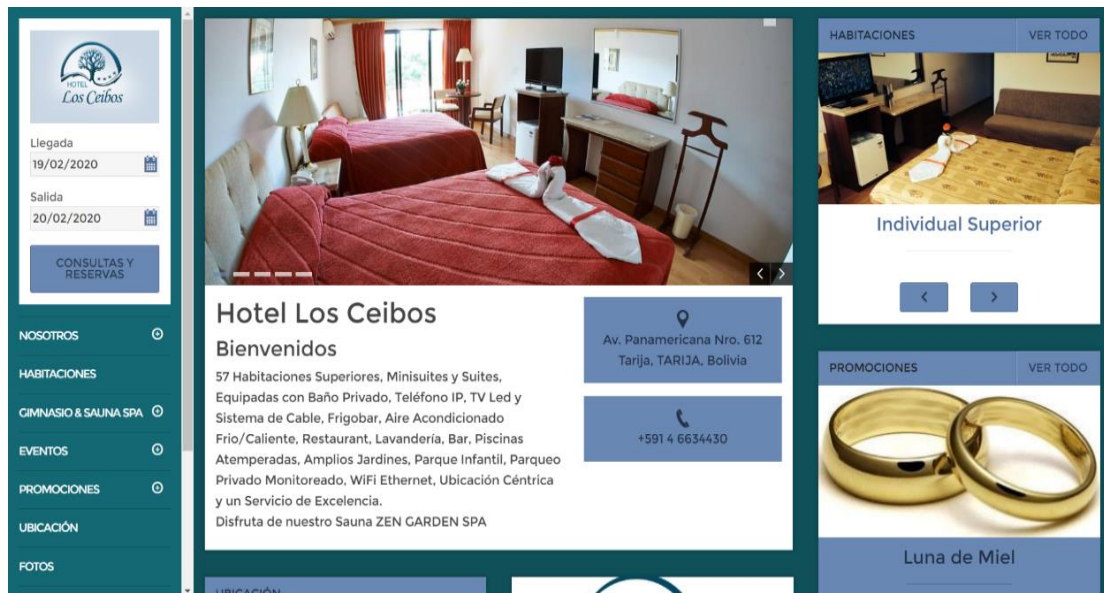 HOTEL
Los Ceibos
Llegada
19/02/2020
Salida
20/02/2020
CONSULTAS Y
RESERVAS
NOSOTROS
HABITACIONES
GIMNASIO & SAUNA SPA
EVENTOS
PROMOCIONES
UBICACIÓN
FOTOS
Hotel Los Ceibos
Bienvenidos
57 Habitaciones Superiores, Minisuites y Suites,
Equipadas con Baño Privado, Teléfono IP, TV Led y
Sistema de Cable, Frigobar, Aire Acondicionado
Frio/Caliente, Restaurant, Lavandería, Bar, Piscinas
Atemperadas, Amplios Jardines, Parque Infantil, Parqueo
Privado Monitoreado, WiFi Ethernet, Ubicación Céntrica
y un Servicio de Excelencia.
Disfruta de nuestro Sauna ZEN GARDEN SPA
Av. Panamericana Nro. 612
Tarija, TARIJA, Bolivia
+591 4 6634430
UBICACIÓN
HABITACIONES VER TODO
Individual Superior
PROMOCIONES VER TODO
Luna de Miel